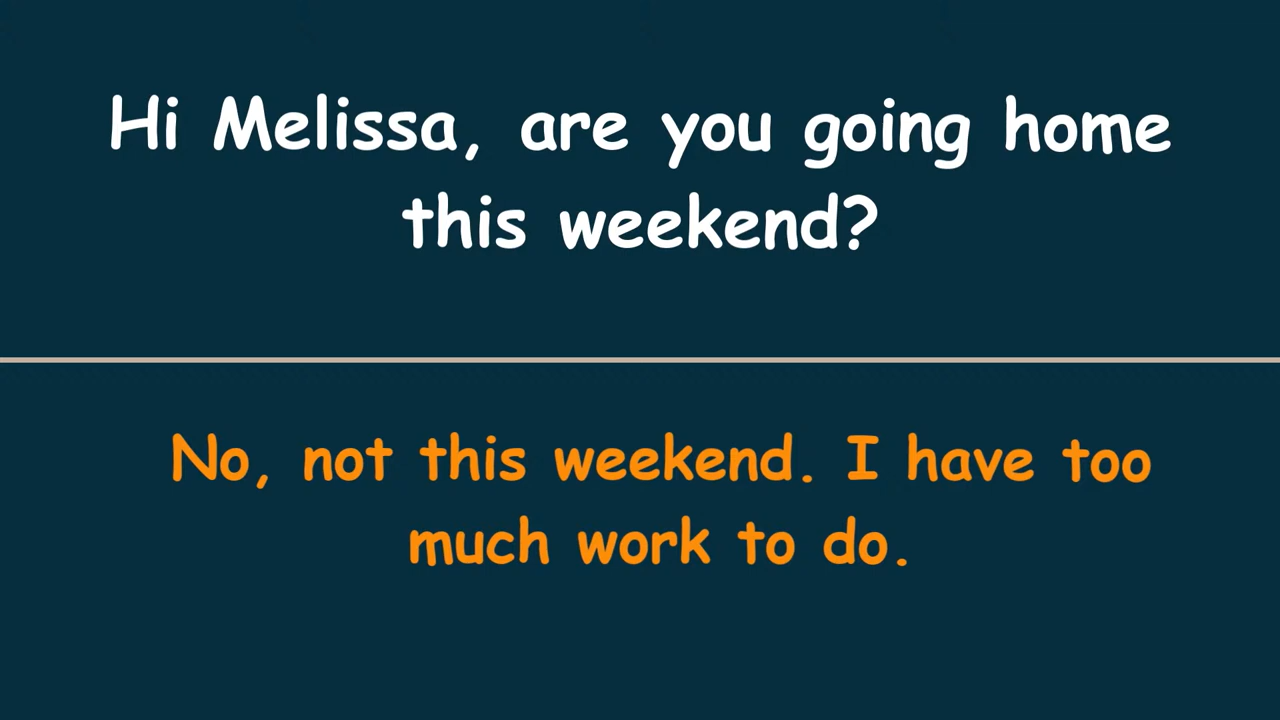 Hi Melissa, are you going home
this weekend?
No, not this weekend. I have too
much work to do.